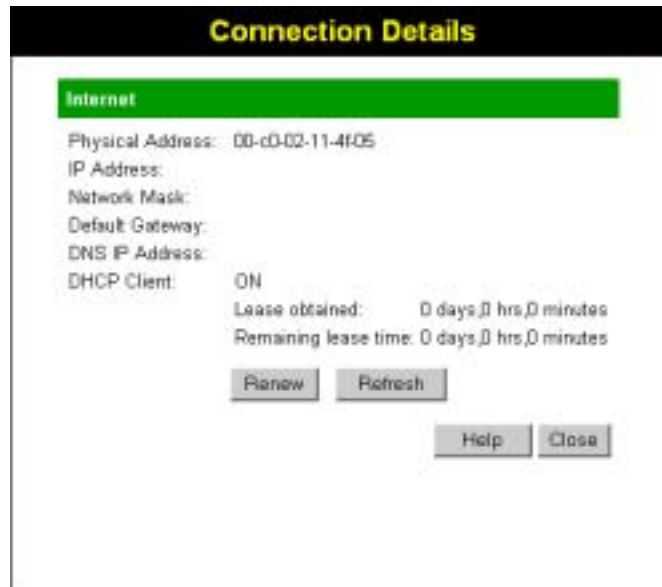 Connection Details
Internet
Physical Address: 00-c0-02-11-4f-05
IP Address:
Network Mask:
Default Gateway:
DNS IP Address:
DHCP Client: ON
Lease obtained: 0 days,0 hrs,0 minutes
Remaining lease time: 0 days,0 hrs,0 minutes
Renew Refresh
Help Close